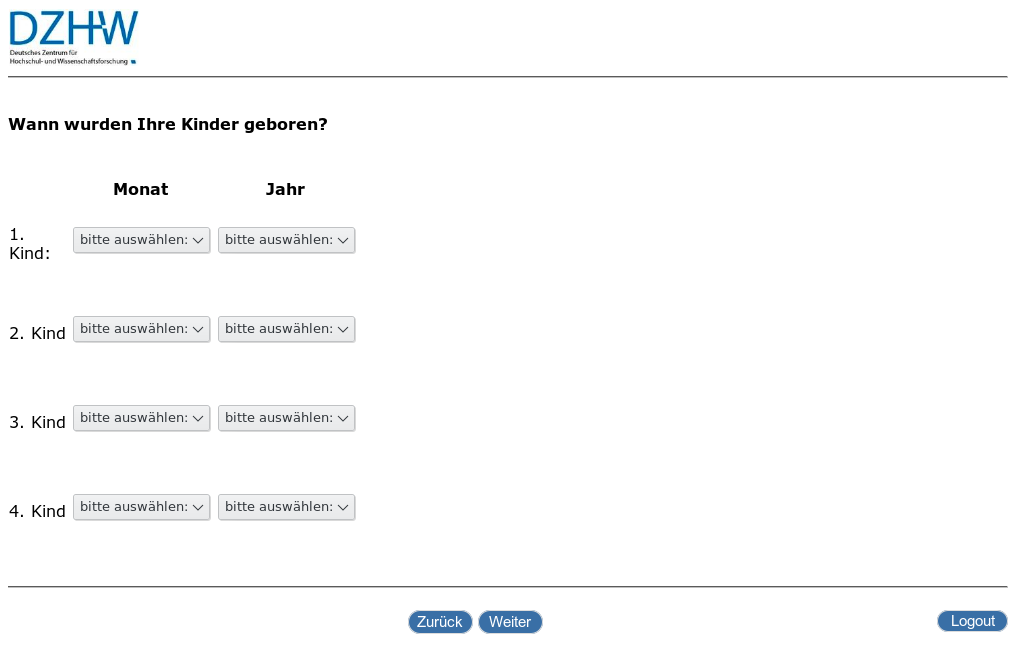 DZHW
Deutsches Zentrum für
Hochschul- und Wissenschaftsforschung
Wann wurden Ihre Kinder geboren?
Monat Jahr
1.
Kind: bitte auswählen: bitte auswählen:
2. Kind bitte auswählen: bitte auswählen:
3. Kind bitte auswählen: bitte auswählen:
4. Kind bitte auswählen: bitte auswählen:
Zurück Weiter Logout